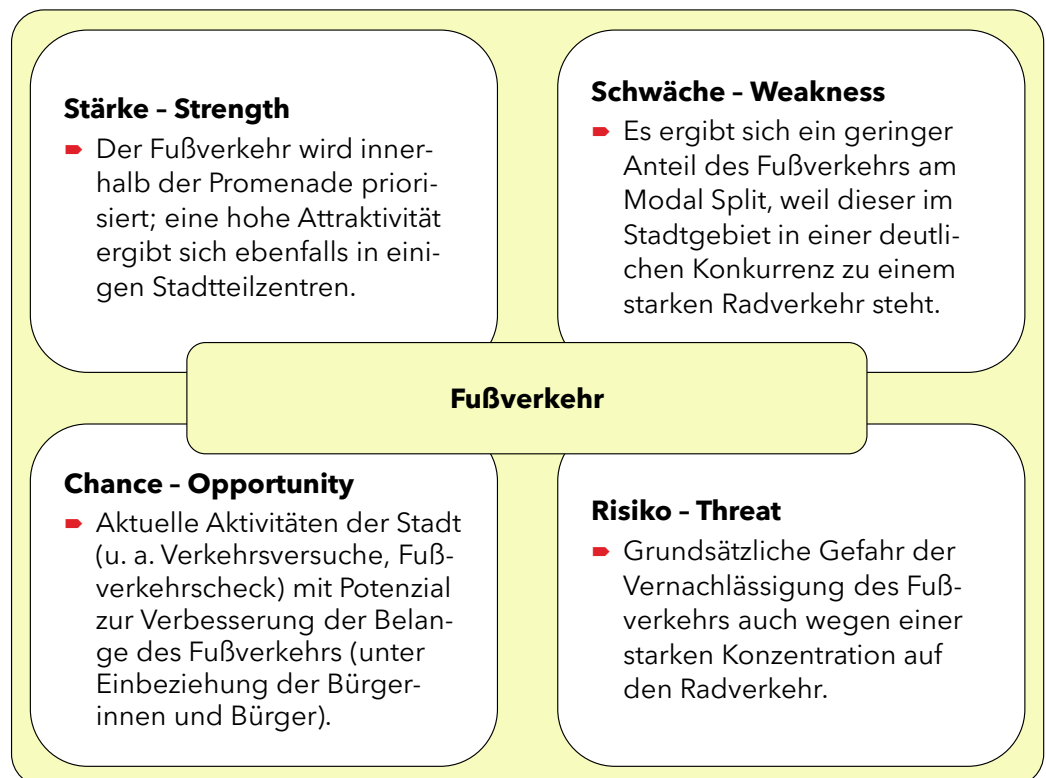 Stärke – Strength
Der Fußverkehr wird inner-
halb der Promenade priori-
siert; eine hohe Attraktivität
ergibt sich ebenfalls in eini-
gen Stadtteilzentren.
Schwäche – Weakness
Es ergibt sich ein geringer
Anteil des Fußverkehrs am
Modal Split, weil dieser im
Stadtgebiet in einer deutli-
chen Konkurrenz zu einem
starken Radverkehr steht.
Fußverkehr
Chance – Opportunity
Aktuelle Aktivitäten der Stadt
(u. a. Verkehrsversuche, Fuß-
verkehrscheck) mit Potenzial
zur Verbesserung der Belan-
ge des Fußverkehrs (unter
Einbeziehung der Bürger-
innen und Bürger).
Risiko – Threat
Grundsätzliche Gefahr der
Vernachlässigung des Fuß-
verkehrs auch wegen einer
starken Konzentration auf
den Radverkehr.